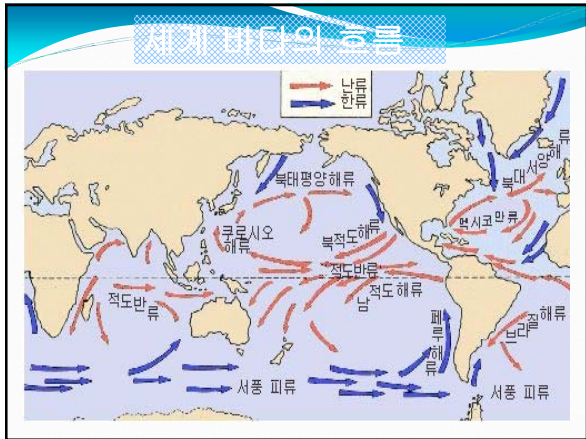 세계 바다의 흐름
난류
한류
북태평양해류
북대서양해류
멕시코만류
쿠로시오
해류
북적도해류
적도반류
남적도해류
적도반류
페루해류
브라질해류
서풍 피류
서풍 피류